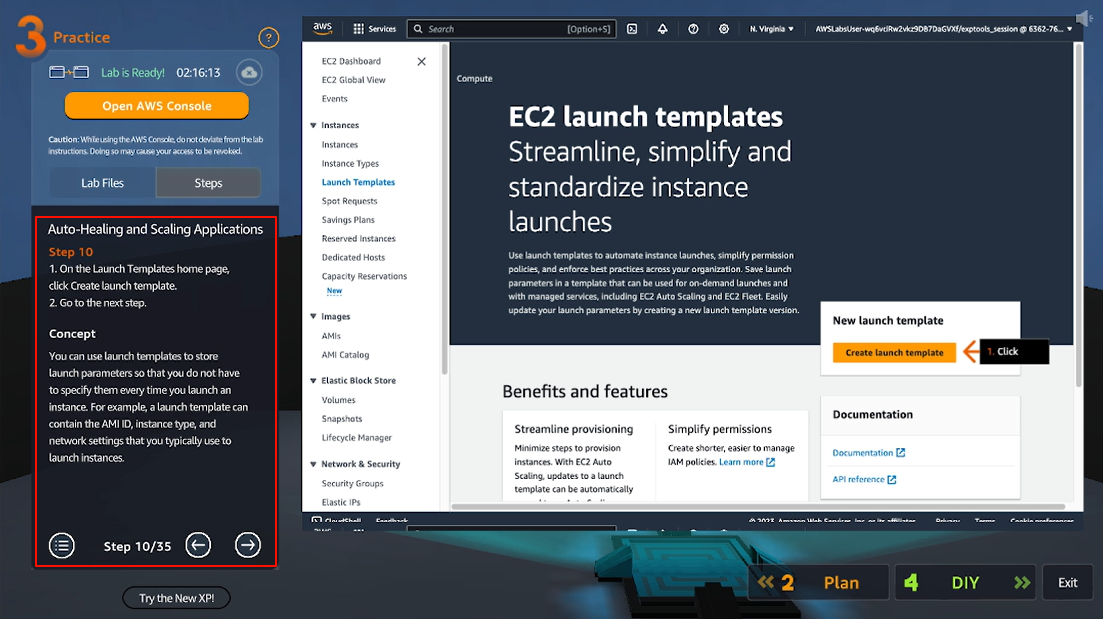 3 Practice
?
Lab is Ready! 02:16:13
Open AWS Console
Caution: While using the AWS Console, do not deviate from the lab
instructions. Doing so may cause your access to be revoked.
Lab Files
Steps
Auto-Healing and Scaling Applications
Step 10
1. On the Launch Templates home page,
click Create launch template.
2. Go to the next step.
Concept
You can use launch templates to store
launch parameters so that you do not have
to specify them every time you launch an
instance. For example, a launch template can
contain the AMI ID, instance type, and
network settings that you typically use to
launch instances.
Step 10/35
Try the New XP!
aws
Services
Search
[Option+S]
N. Virginia
AWSLabsUser-wq6vciRw2vkz9DB7DaGVXf/exptools_session @ 6362-76...
EC2 Dashboard
EC2 Global View
Events
Instances
Instances
Instance Types
Launch Templates
Spot Requests
Savings Plans
Reserved Instances
Dedicated Hosts
Capacity Reservations
New
Images
AMIs
AMI Catalog
Elastic Block Store
Volumes
Snapshots
Lifecycle Manager
Network & Security
Security Groups
Elastic IPs
Compute
EC2 launch templates
Streamline, simplify and
standardize instance
launches
Use launch templates to automate instance launches, simplify permission
policies, and enforce best practices across your organization. Save launch
parameters in a template that can be used for on-demand launches and
with managed services, including EC2 Auto Scaling and EC2 Fleet. Easily
update your launch parameters by creating a new launch template version.
New launch template
Create launch template
1. Click
Benefits and features
Streamline provisioning
Minimize steps to provision
instances. With EC2 Auto
Scaling, updates to a launch
template can be automatically
Simplify permissions
Create shorter, easier to manage
IAM policies. Learn more
Documentation
Documentation
API reference
CloudShell
Feedback
© 2023, Amazon Web Services, Inc. or its affiliates.
Privacy
Terms
Cookie preferences
2 Plan
4 DIY
Exit